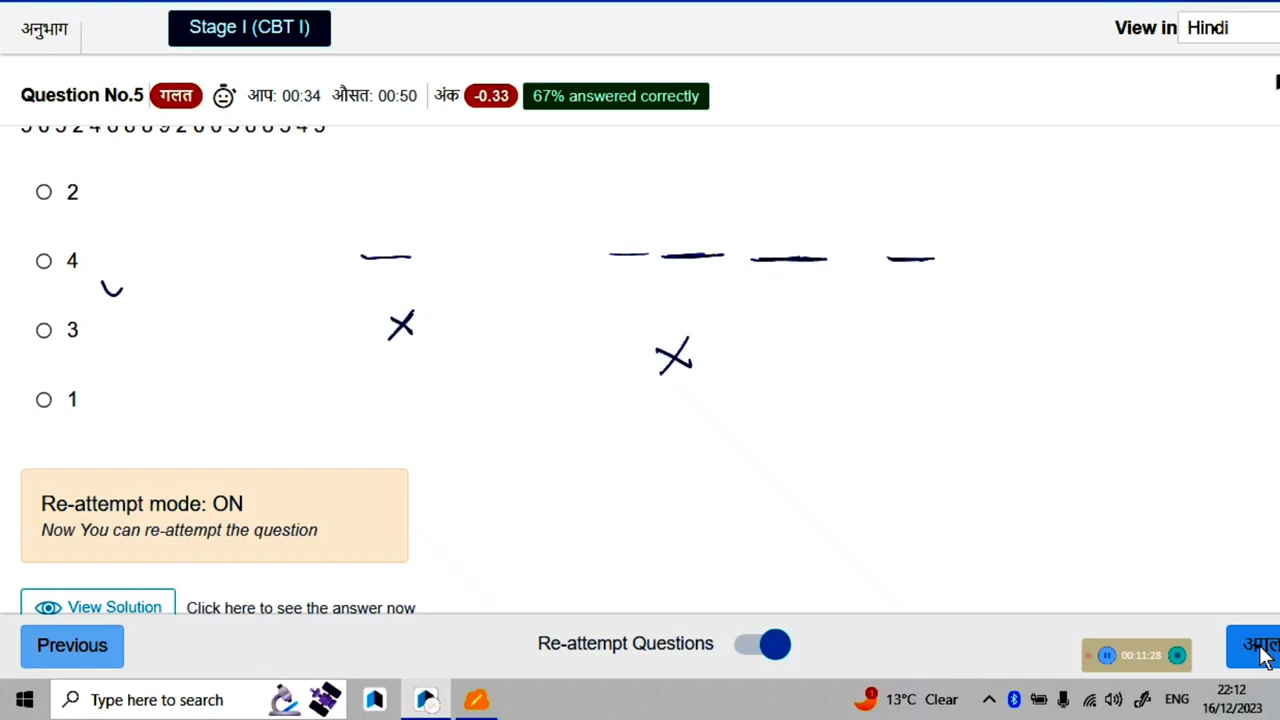 अनुभाग Stage I (CBT I) View in Hindi
Question No.5 गलत आप: 00:34 औसत: 00:50 अंक -0.33 67% answered correctly
2
4
3
1
Re-attempt mode: ON
Now You can re-attempt the question
View Solution Click here to see the answer now
Previous Re-attempt Questions 00:11:28
Type here to search 1 13°C Clear ENG 22:12
16/12/2023